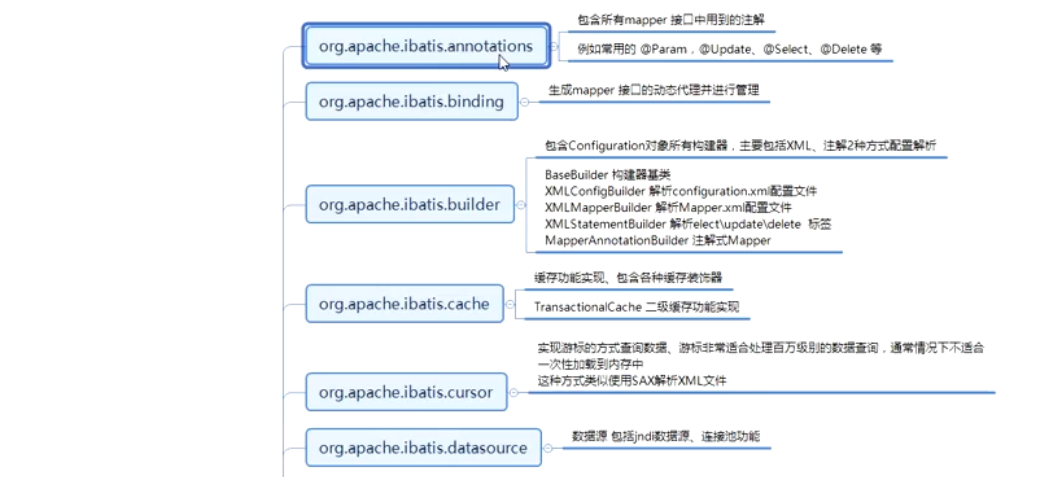 org.apache.ibatis.annotations
包含所有mapper 接口中用到的注解
例如常用的 @Param，@Update、@Select、@Delete 等
org.apache.ibatis.binding
生成mapper 接口的动态代理并进行管理
org.apache.ibatis.builder
包含Configuration对象所有构建器，主要包括XML、注解2种方式配置解析
BaseBuilder 构建器基类
XMLConfigBuilder 解析configuration.xml配置文件
XMLMapperBuilder 解析Mapper.xml配置文件
XMLStatementBuilder 解析elect\update\delete 标签
MapperAnnotationBuilder 注解式Mapper
org.apache.ibatis.cache
缓存功能实现、包含各种缓存装饰器
TransactionalCache 二级缓存功能实现
org.apache.ibatis.cursor
实现游标的方式查询数据、游标非常适合处理百万级别的数据查询，通常情况下不适合
一次性加载到内存中
这种方式类似使用SAX解析XML文件
org.apache.ibatis.datasource
数据源 包括jndi数据源、连接池功能